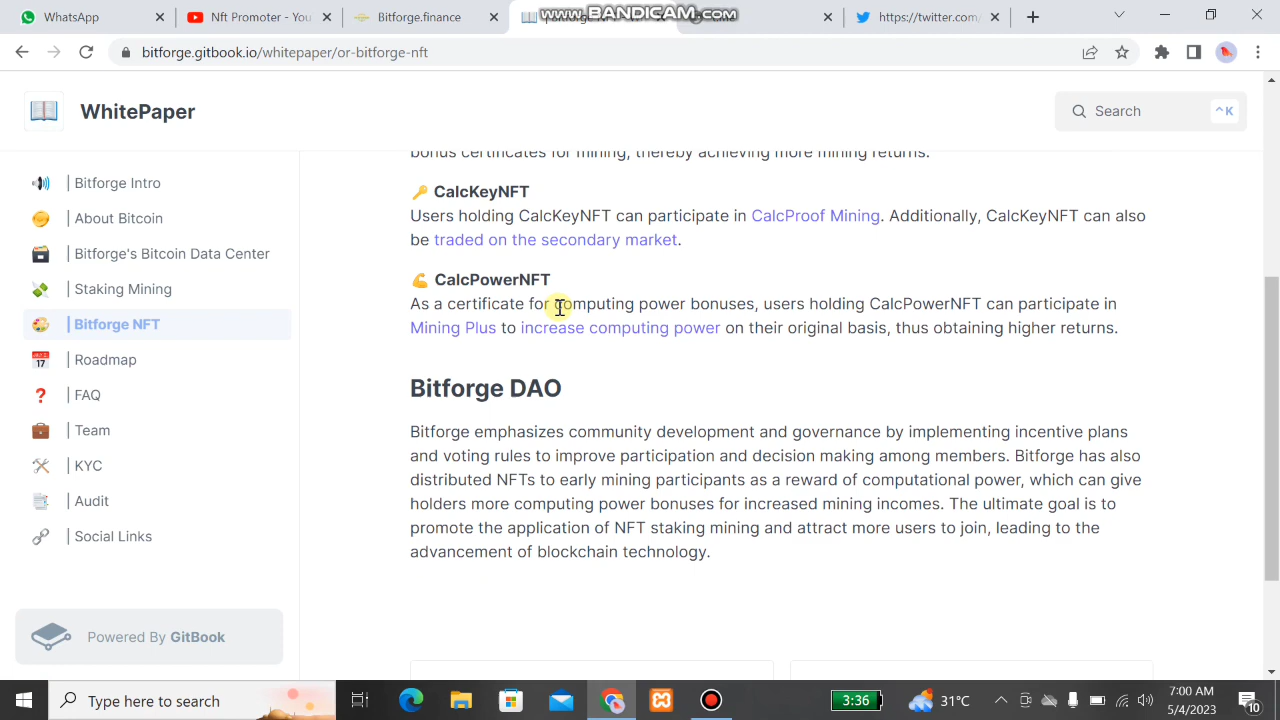 WhatsApp
Nft Promoter - You
Bitforge.finance
www.BANDICAM.com
https://twitter.com/
bitforge.gitbook.io/whitepaper/or-bitforge-nft
WhitePaper
Search
^K
bonus certificates for mining, thereby achieving more mining returns.
| Bitforge Intro
| About Bitcoin
| Bitforge's Bitcoin Data Center
| Staking Mining
| Bitforge NFT
| Roadmap
| FAQ
| Team
| KYC
| Audit
| Social Links
Powered By GitBook
🔑 CalcKeyNFT
Users holding CalcKeyNFT can participate in CalcProof Mining. Additionally, CalcKeyNFT can also
be traded on the secondary market.
💪 CalcPowerNFT
As a certificate for computing power bonuses, users holding CalcPowerNFT can participate in
Mining Plus to increase computing power on their original basis, thus obtaining higher returns.
Bitforge DAO
Bitforge emphasizes community development and governance by implementing incentive plans
and voting rules to improve participation and decision making among members. Bitforge has also
distributed NFTs to early mining participants as a reward of computational power, which can give
holders more computing power bonuses for increased mining incomes. The ultimate goal is to
promote the application of NFT staking mining and attract more users to join, leading to the
advancement of blockchain technology.
Type here to search
3:36
31°C
7:00 AM
5/4/2023
10